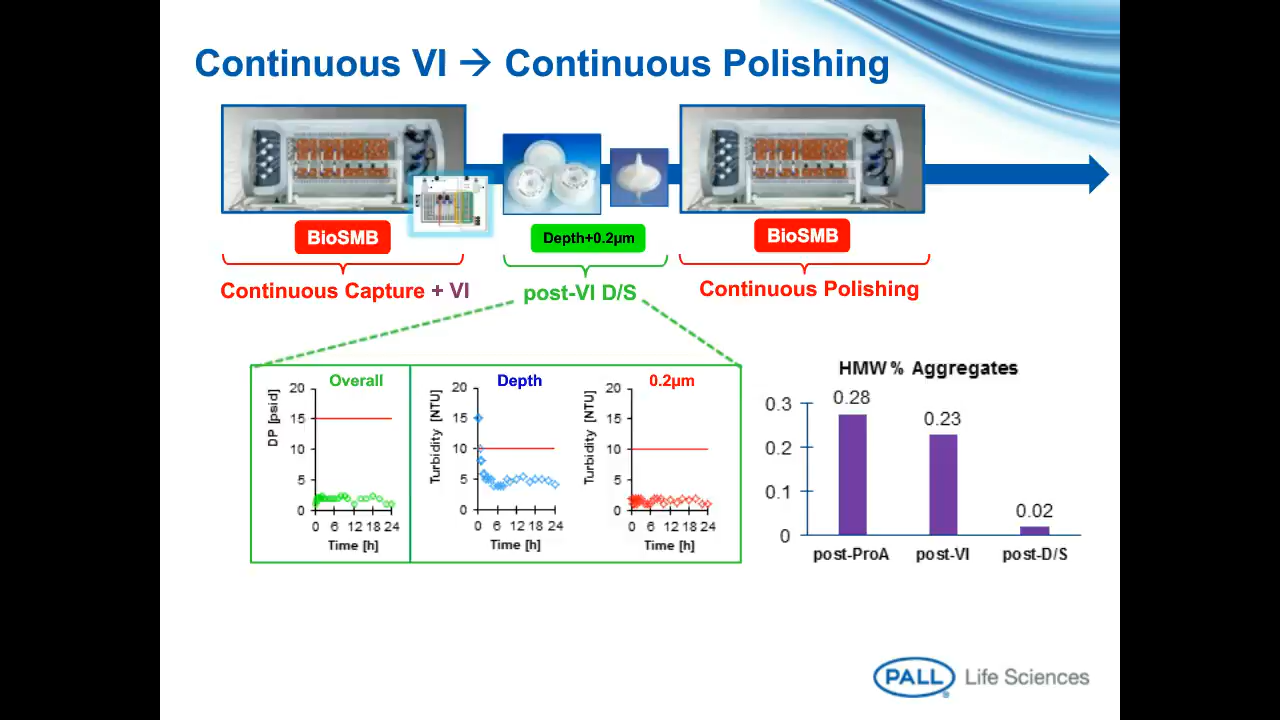 Continuous VI → Continuous Polishing
BioSMB
Depth+0.2µm
BioSMB
Continuous Capture + VI
post-VI D/S
Continuous Polishing
Overall
DP [psid]
20
15
10
5
0
0 6 12 18 24
Time [h]
Depth
Turbidity [NTU]
20
15
10
5
0
0 6 12 18 24
Time [h]
0.2µm
Turbidity [NTU]
20
15
10
5
0
0 6 12 18 24
Time [h]
HMW% Aggregates
0.3
0.2
0.1
0
0.28
0.23
0.02
post-ProA post-VI post-D/S
PALL Life Sciences